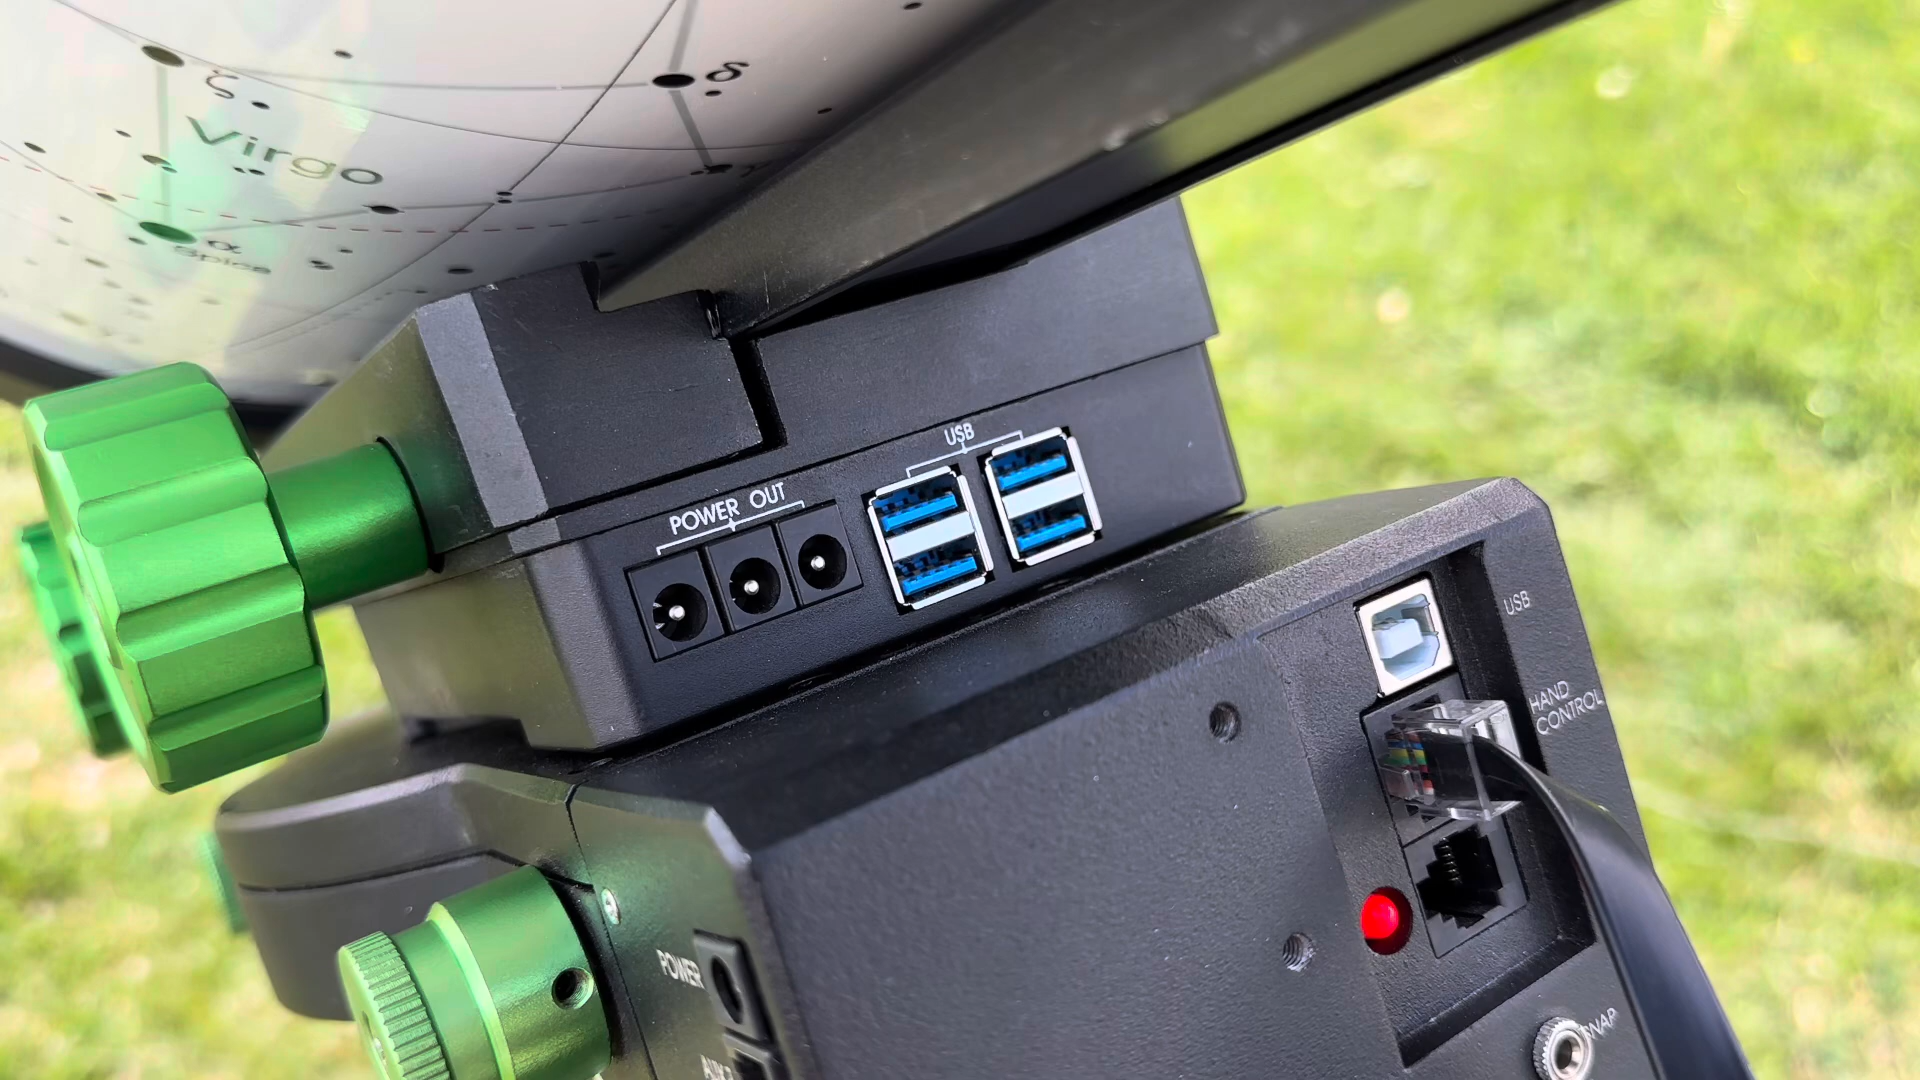 δ
ζ
Virgo
α
Spica
γ
USB
POWER OUT
USB
HAND
CONTROL
POWER
SNAP